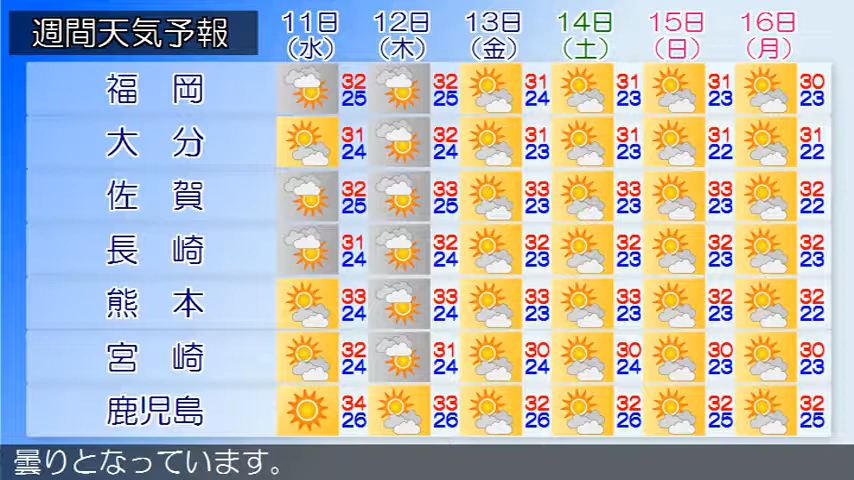 週間天気予報 11日 12日 13日 14日 15日 16日
(水) (木) (金) (土) (日) (月)
福岡 32 25 32 25 31 24 31 23 31 23 30 23
大分 31 24 32 24 31 23 31 23 31 22 31 22
佐賀 32 25 33 25 33 23 33 23 33 23 32 22
長崎 31 24 32 24 32 23 32 23 32 23 32 23
熊本 33 24 33 24 33 23 33 23 32 23 32 22
宮崎 32 24 31 24 30 24 30 24 30 23 30 23
鹿児島 34 26 33 26 32 26 32 26 32 25 32 25
曇りとなっています。